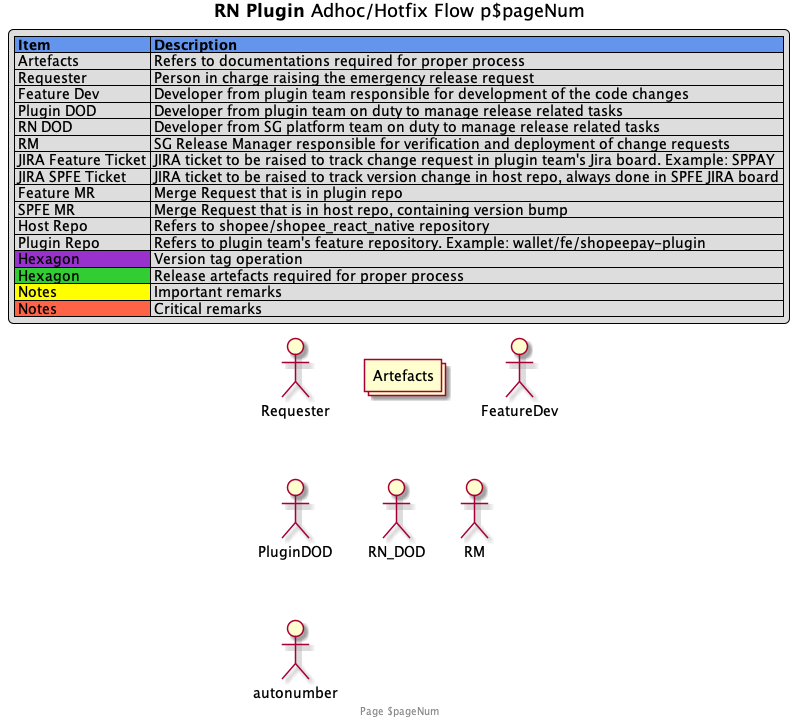 RN Plugin Adhoc/Hotfix Flow p$pageNum
Item Description
Artefacts Refers to documentations required for proper process
Requester Person in charge raising the emergency release request
Feature Dev Developer from plugin team responsible for development of the code changes
Plugin DOD Developer from plugin team on duty to manage release related tasks
RN DOD Developer from SG platform team on duty to manage release related tasks
RM SG Release Manager responsible for verification and deployment of change requests
JIRA Feature Ticket JIRA ticket to be raised to track change request in plugin team's Jira board. Example: SPPAY
JIRA SPFE Ticket JIRA ticket to be raised to track version change in host repo, always done in SPFE JIRA board
Feature MR Merge Request that is in plugin repo
SPFE MR Merge Request that is in host repo, containing version bump
Host Repo Refers to shopee/shopee_react_native repository
Plugin Repo Refers to plugin team's feature repository. Example: wallet/fe/shopeepay-plugin
Hexagon Version tag operation
Hexagon Release artefacts required for proper process
Notes Important remarks
Notes Critical remarks
Requester Artefacts FeatureDev
PluginDOD RN_DOD RM
autonumber
Page $pageNum